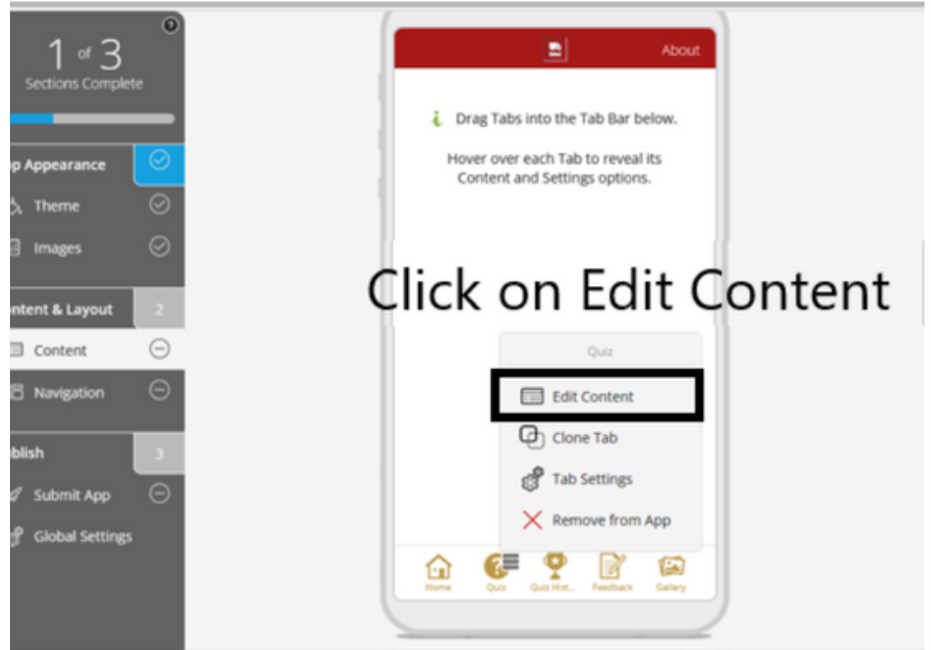 1 of 3
Sections Complete
p Appearance
Theme
Images
ntent & Layout 2
Content
Navigation
blish 3
Submit App
Global Settings
About
i Drag Tabs into the Tab Bar below.
Hover over each Tab to reveal its
Content and Settings options.
Click on Edit Content
Quiz
Edit Content
Clone Tab
Tab Settings
Remove from App
Home Quiz Quiz Hist... Feedback Gallery